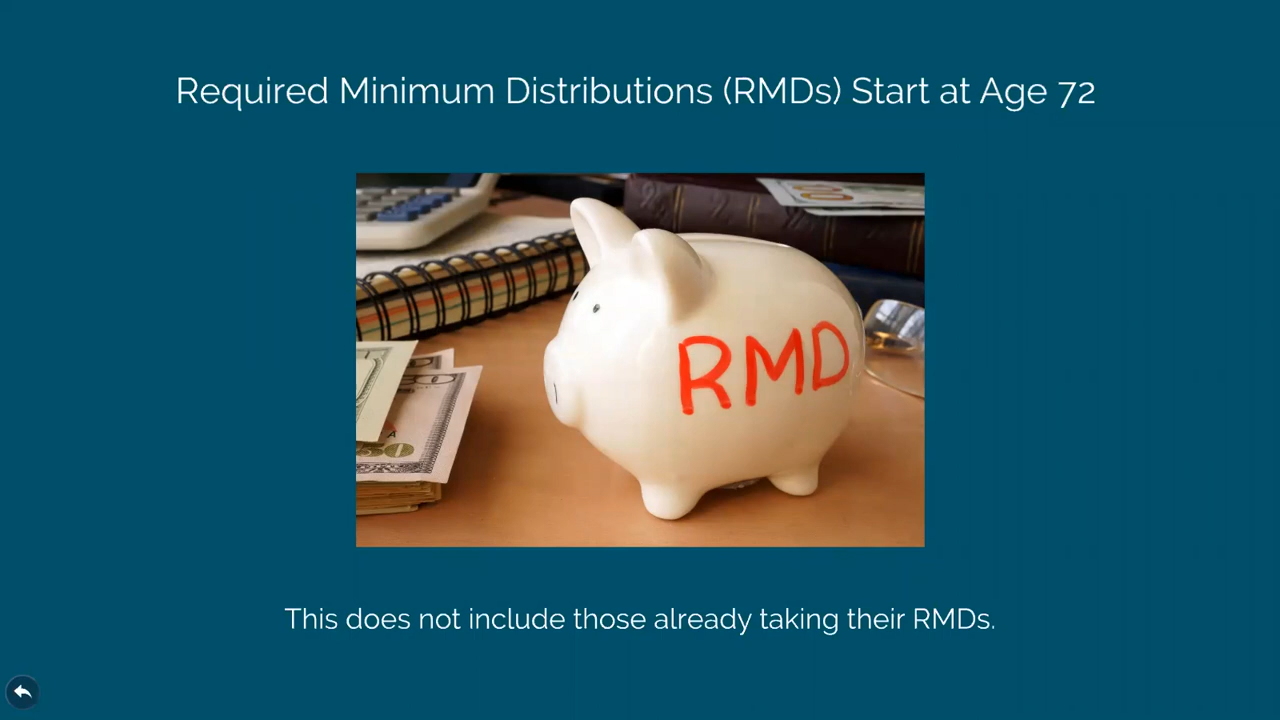 Required Minimum Distributions (RMDs) Start at Age 72
RMD
This does not include those already taking their RMDs.